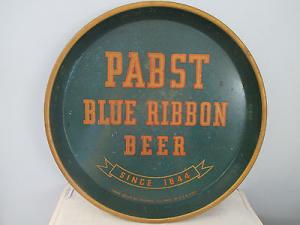 PABST
BLUE RIBBON
BEER
SINCE 1844